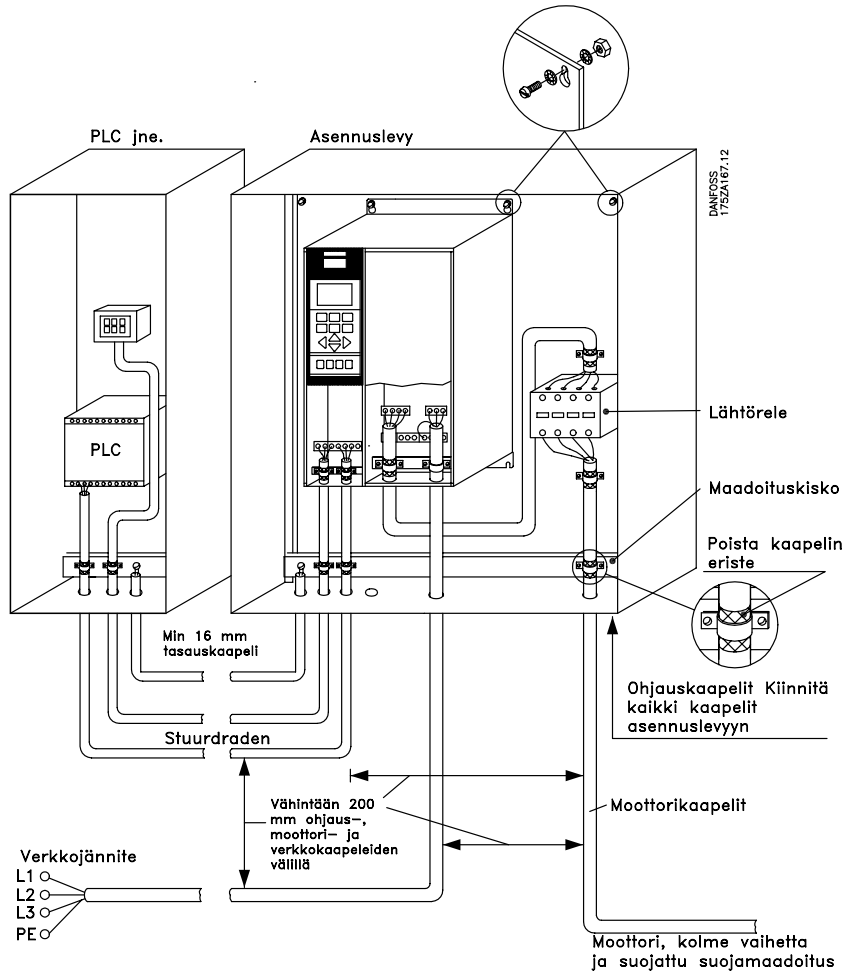 PLC jne.
Asennuslevy
DANFOSS
175ZA167.12
PLC
Lähtörele
Maadoituskisko
Poista kaapelin
eriste
Min 16 mm
tasauskaapeli
Ohjauskaapelit Kiinnitä
kaikki kaapelit
asennuslevyyn
Stuurdraden
Vähintään 200
mm ohjaus-,
moottori- ja
verkkokaapeleiden
välillä
Moottorikaapelit
Verkkojännite
L1
L2
L3
PE
Moottori, kolme vaihetta
ja suojattu suojamaadoitus